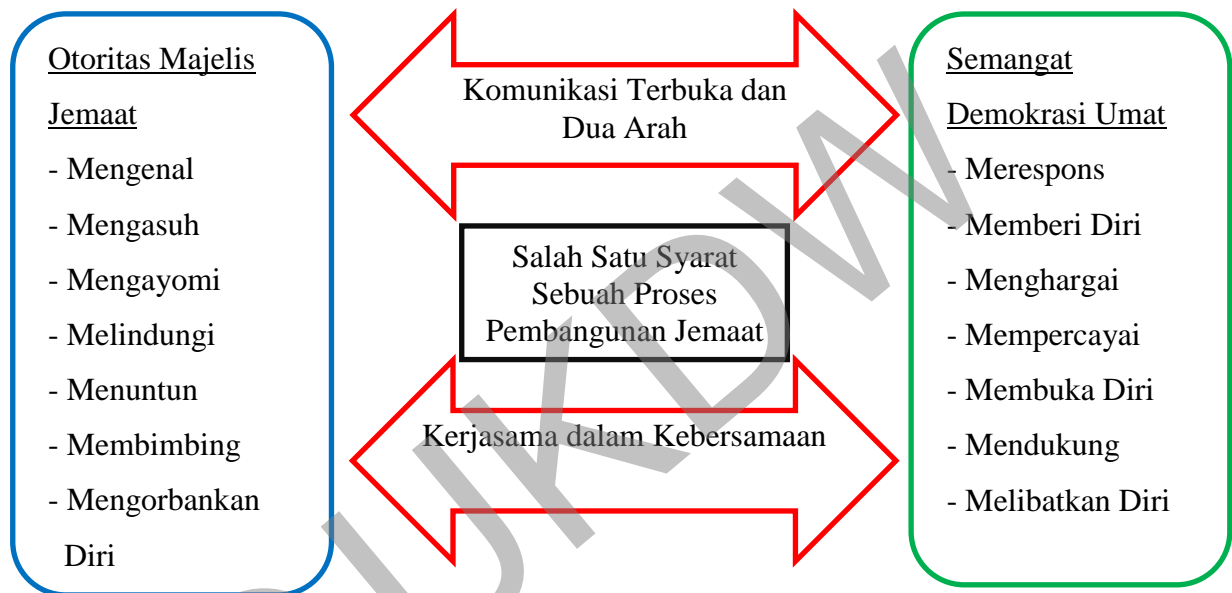 Otoritas Majelis
Jemaat
- Mengenal
- Mengasuh
- Mengayomi
- Melindungi
- Menuntun
- Membimbing
- Mengorbankan
Diri
Komunikasi Terbuka dan
Dua Arah
Salah Satu Syarat
Sebuah Proses
Pembangunan Jemaat
Kerjasama dalam Kebersamaan
Semangat
Demokrasi Umat
- Merespons
- Memberi Diri
- Menghargai
- Mempercayai
- Membuka Diri
- Mendukung
- Melibatkan Diri
UKDW